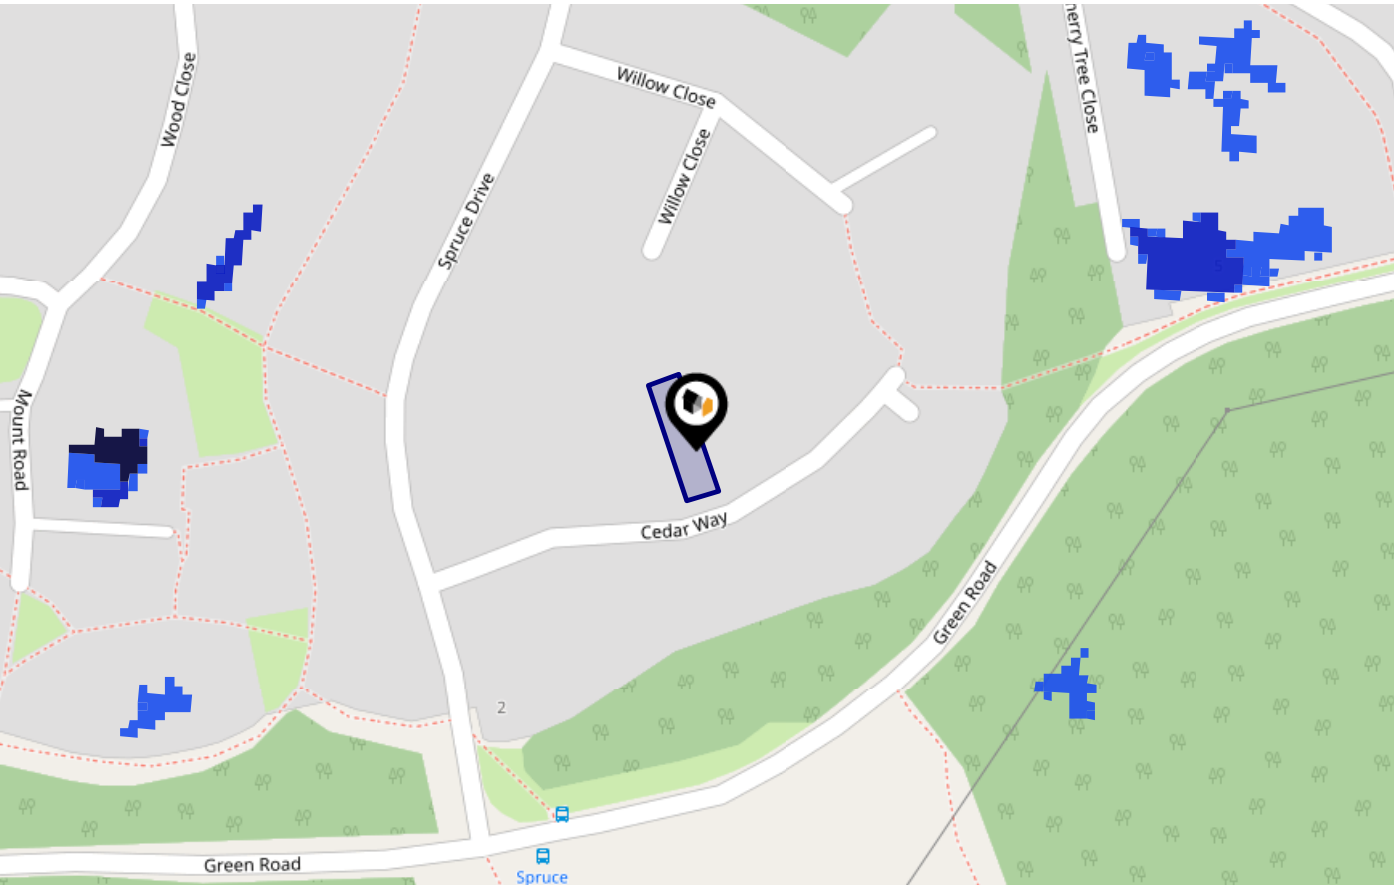 Wood Close
Willow Close
Willow Close
Spruce Drive
herry Tree Close
Mount Road
Cedar Way
Green Road
2
Green Road
Spruce